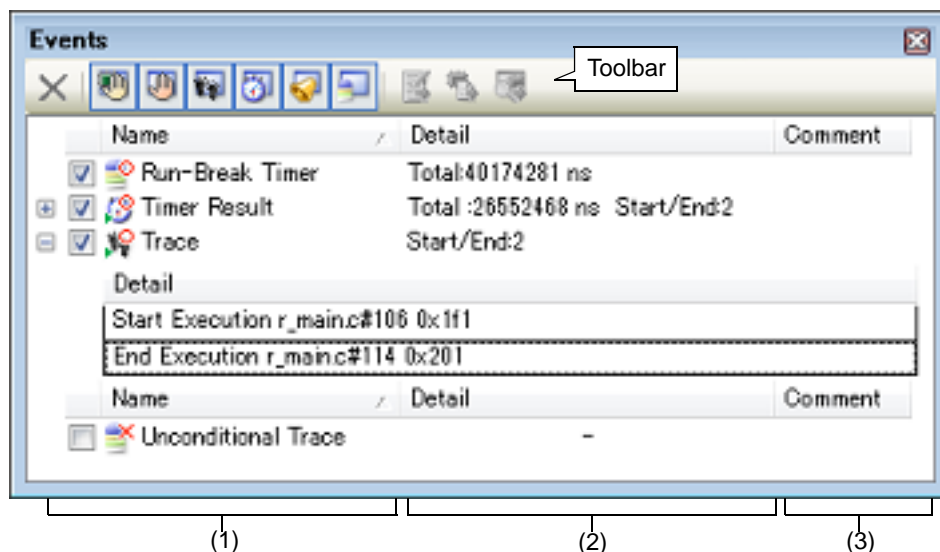 Events
Toolbar
Name Detail Comment
Run-Break Timer Total:40174281 ns
Timer Result Total :26552468 ns Start/End:2
Trace Start/End:2
Detail
Start Execution r_main.c#106 0x1f1
End Execution r_main.c#114 0x201
Name Detail Comment
Unconditional Trace -
(1) (2) (3)